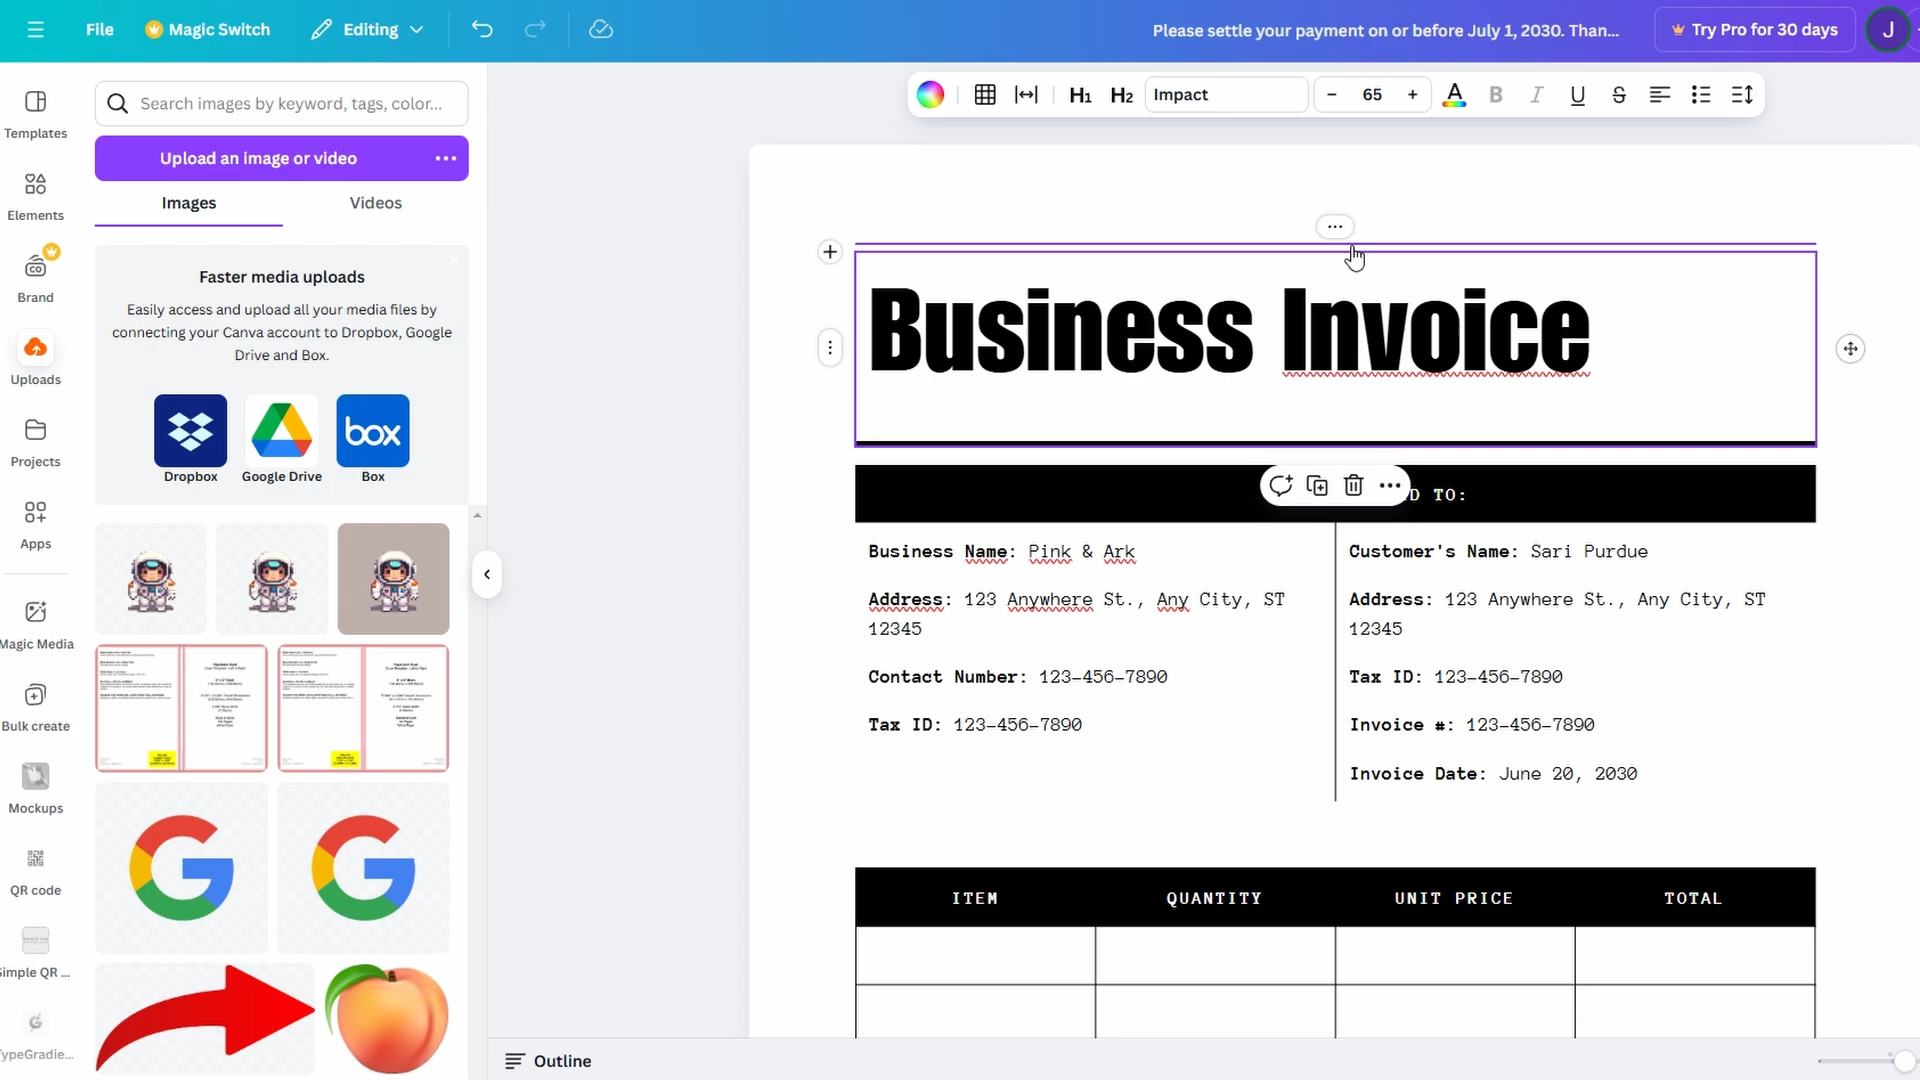 File
Magic Switch
Editing
Please settle your payment on or before July 1, 2030. Than...
Try Pro for 30 days
J
Templates
Elements
Brand
Uploads
Projects
Apps
Magic Media
Bulk create
Mockups
QR code
Simple QR ...
TypeGradie...
Search images by keyword, tags, color...
Upload an image or video
Images
Videos
Faster media uploads
Easily access and upload all your media files by
connecting your Canva account to Dropbox, Google
Drive and Box.
box
Dropbox
Google Drive
Box
H1
H2
Impact
65
A
B
I
U
S
Business Invoice
D TO:
Business Name: Pink & Ark
Address: 123 Anywhere St., Any City, ST
12345
Contact Number: 123-456-7890
Tax ID: 123-456-7890
Customer's Name: Sari Purdue
Address: 123 Anywhere St., Any City, ST
12345
Tax ID: 123-456-7890
Invoice #: 123-456-7890
Invoice Date: June 20, 2030
ITEM
QUANTITY
UNIT PRICE
TOTAL
Outline